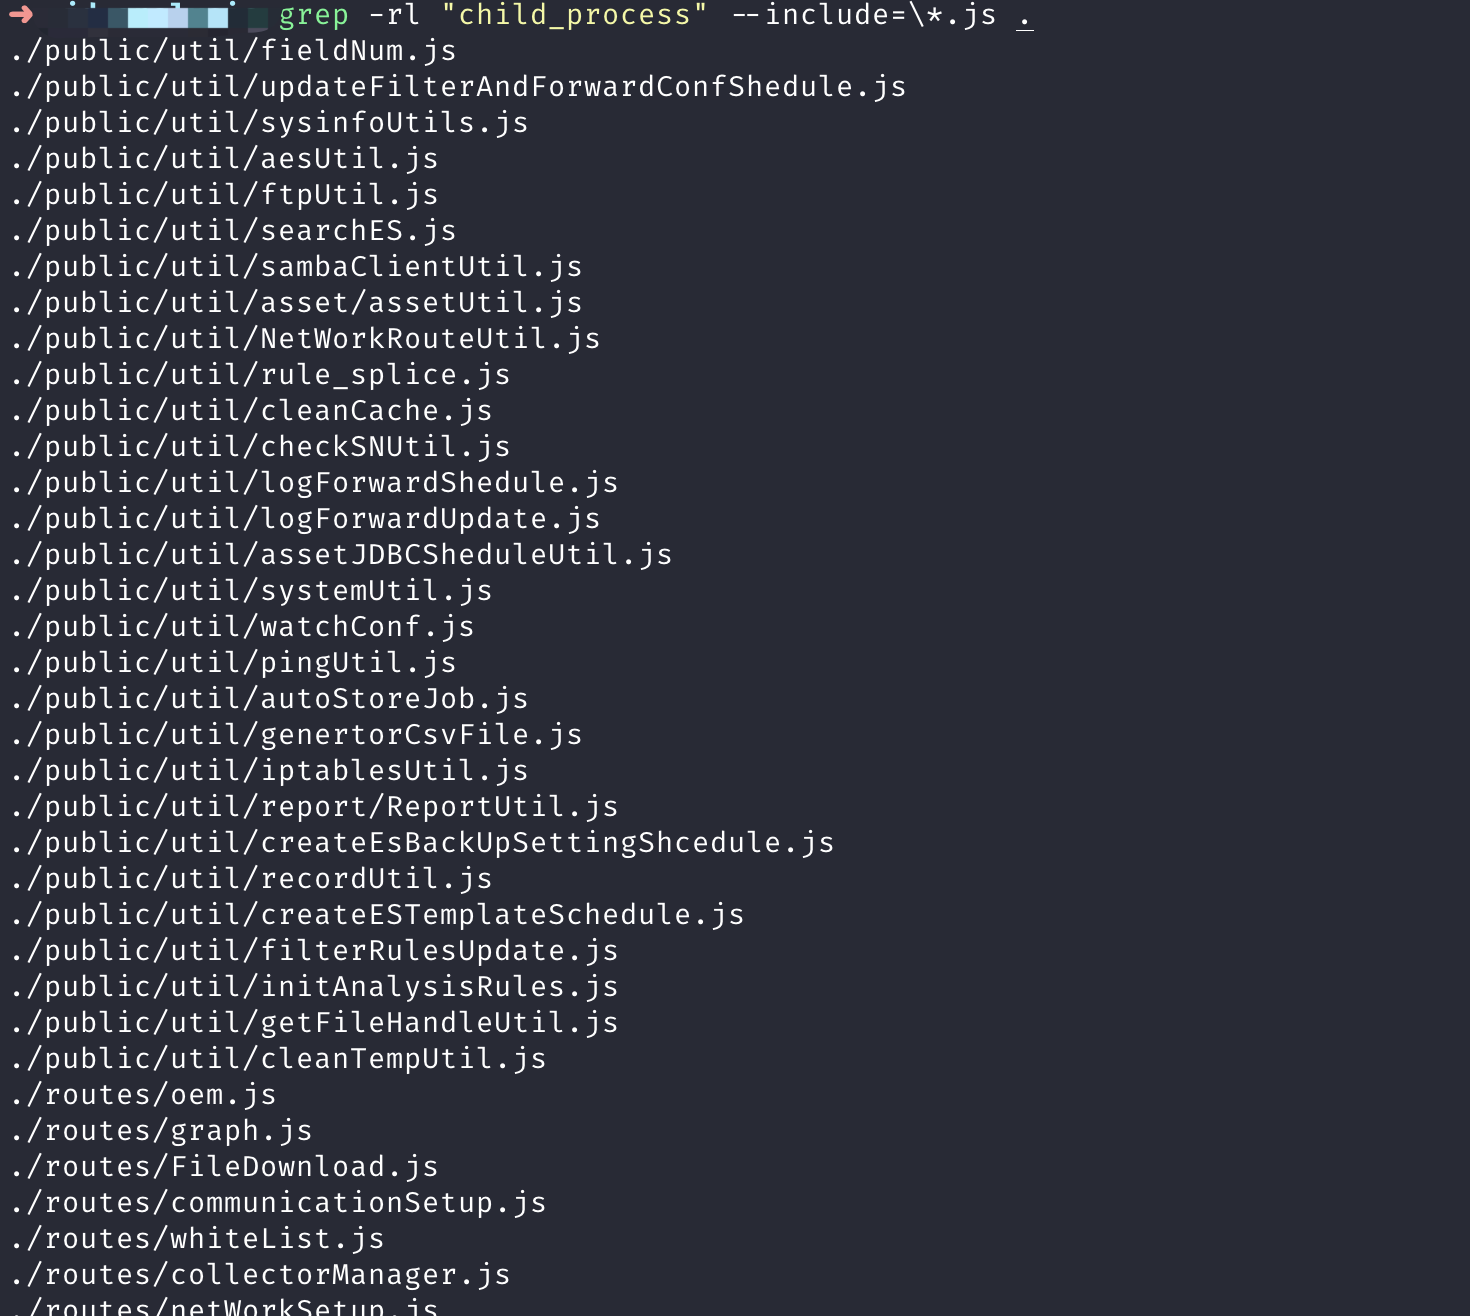 ➜ grep -rl "child_process" --include=\*.js .
./public/util/fieldNum.js
./public/util/updateFilterAndForwardConfShedule.js
./public/util/sysinfoUtils.js
./public/util/aesUtil.js
./public/util/ftpUtil.js
./public/util/searchES.js
./public/util/sambaClientUtil.js
./public/util/asset/assetUtil.js
./public/util/NetWorkRouteUtil.js
./public/util/rule_splice.js
./public/util/cleanCache.js
./public/util/checkSNUtil.js
./public/util/logForwardShedule.js
./public/util/logForwardUpdate.js
./public/util/assetJDBCSheduleUtil.js
./public/util/systemUtil.js
./public/util/watchConf.js
./public/util/pingUtil.js
./public/util/autoStoreJob.js
./public/util/genertorCsvFile.js
./public/util/iptablesUtil.js
./public/util/report/ReportUtil.js
./public/util/createEsBackUpSettingShcedule.js
./public/util/recordUtil.js
./public/util/createESTemplateSchedule.js
./public/util/filterRulesUpdate.js
./public/util/initAnalysisRules.js
./public/util/getFileHandleUtil.js
./public/util/cleanTempUtil.js
./routes/oem.js
./routes/graph.js
./routes/FileDownload.js
./routes/communicationSetup.js
./routes/whiteList.js
./routes/collectorManager.js
./routes/netWorkSetup.js